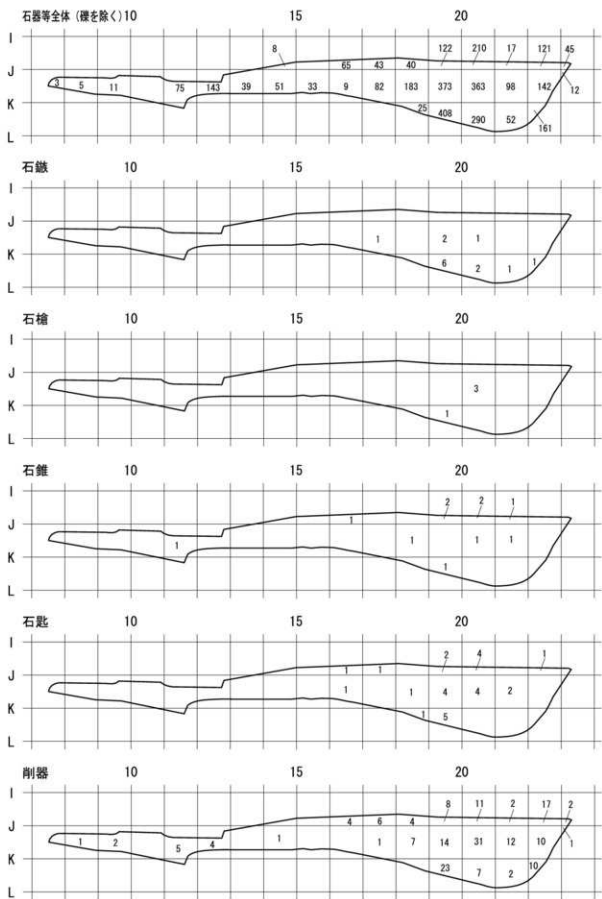 石器等全体（礫を除く） 10 15 20
I 8 122 210 17 121 45
J 65 43 40
3 5 11 75 143 39 51 33 9 82 183 373 363 98 142 12
K 25 408 290 52 161
L
石鏃 10 15 20
I
J 1 2 1
K 6 2 1 1
L
石槍 10 15 20
I
J 3
K 1
L
石錐 10 15 20
I 2 2 1
J 1
1 1 1 1
K 1
L
石匙 10 15 20
I 2 4 1
J 1 1
1 1 4 4 2
K 1 5
L
削器 10 15 20
I 8 11 2 17 2
J 4 6 4
1 2 5 4 1 1 7 14 31 12 10 1
K 23 7 2 10
L